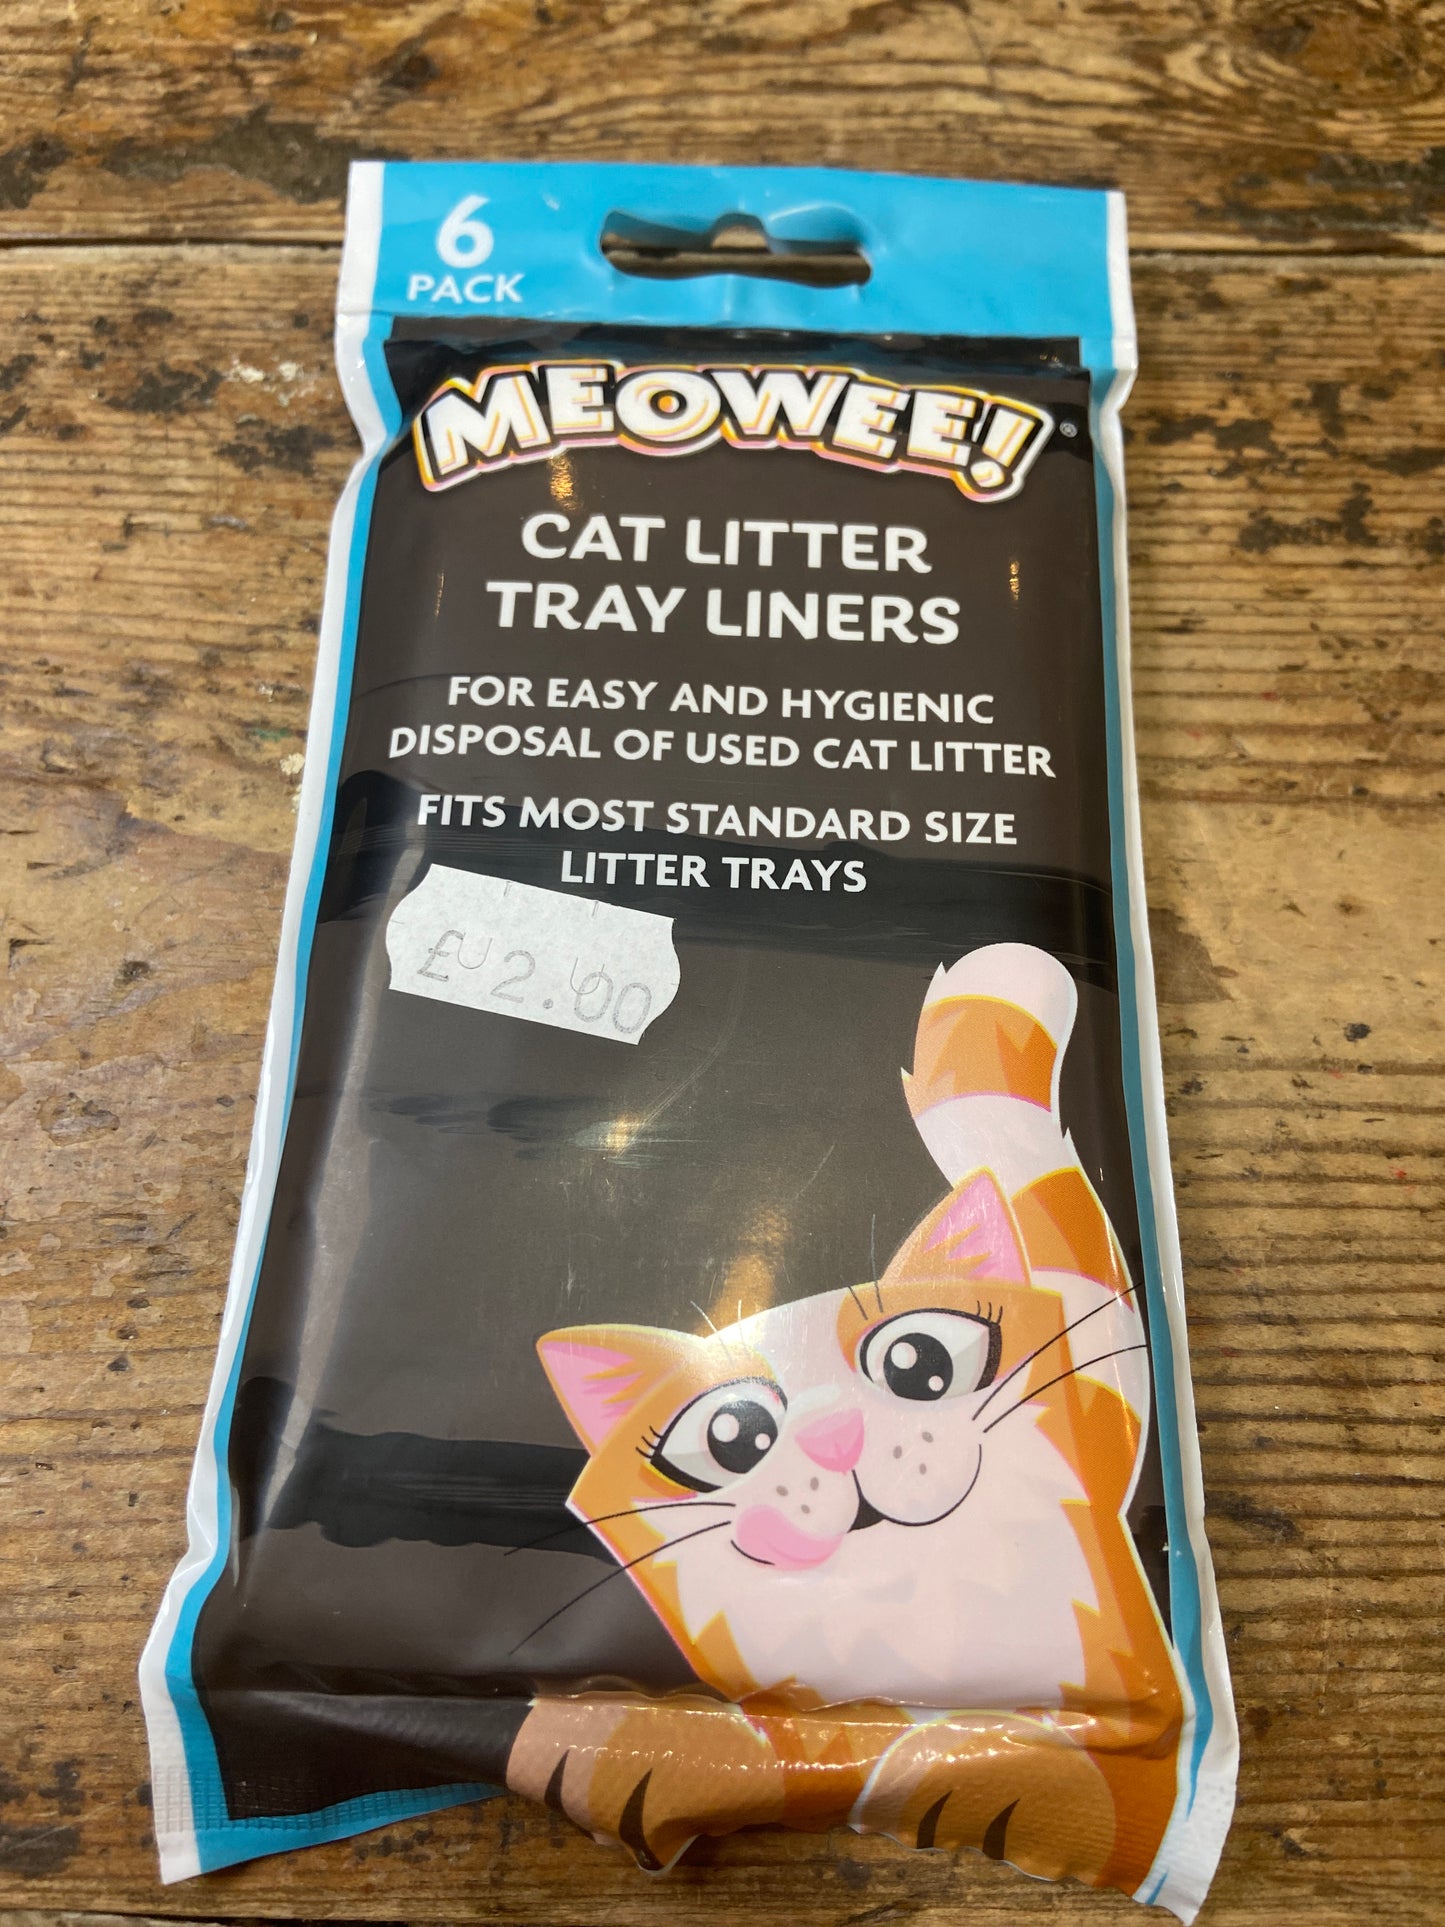 6
PACK
MEOWEE!®
CAT LITTER
TRAY LINERS
FOR EASY AND HYGIENIC
DISPOSAL OF USED CAT LITTER
FITS MOST STANDARD SIZE
LITTER TRAYS
£ 2.00